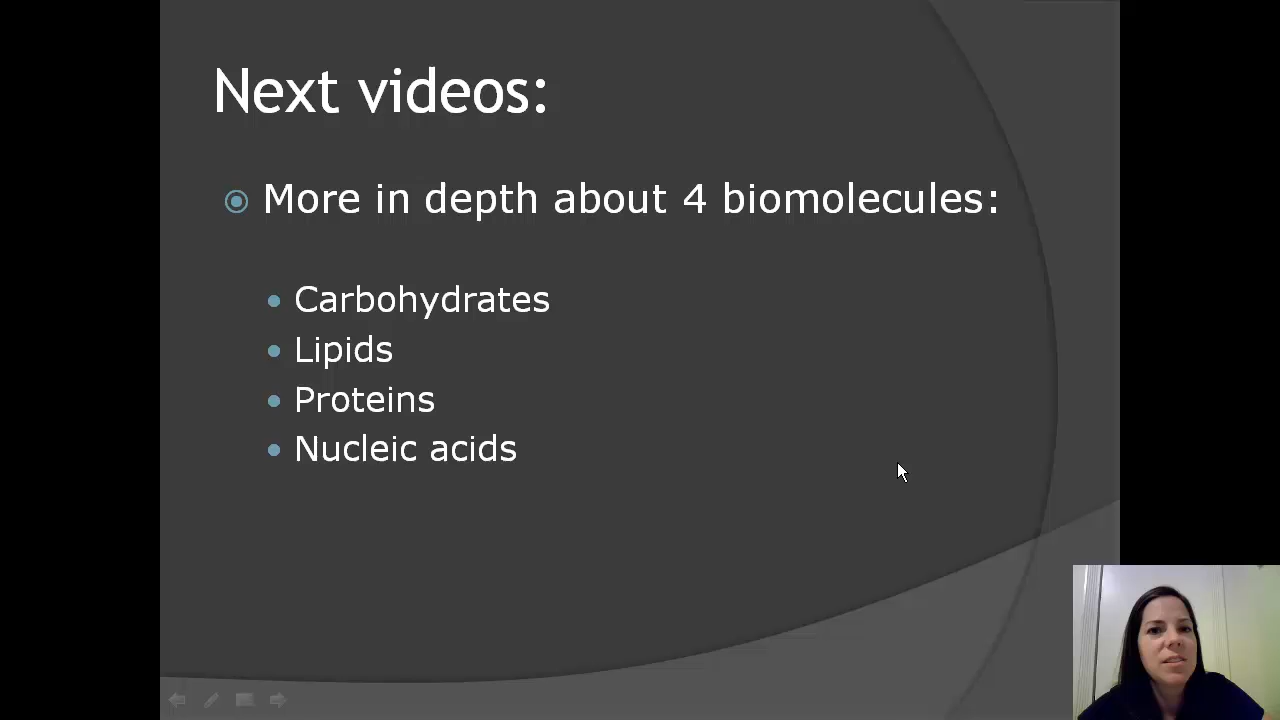 Next videos:
More in depth about 4 biomolecules:
Carbohydrates
Lipids
Proteins
Nucleic acids